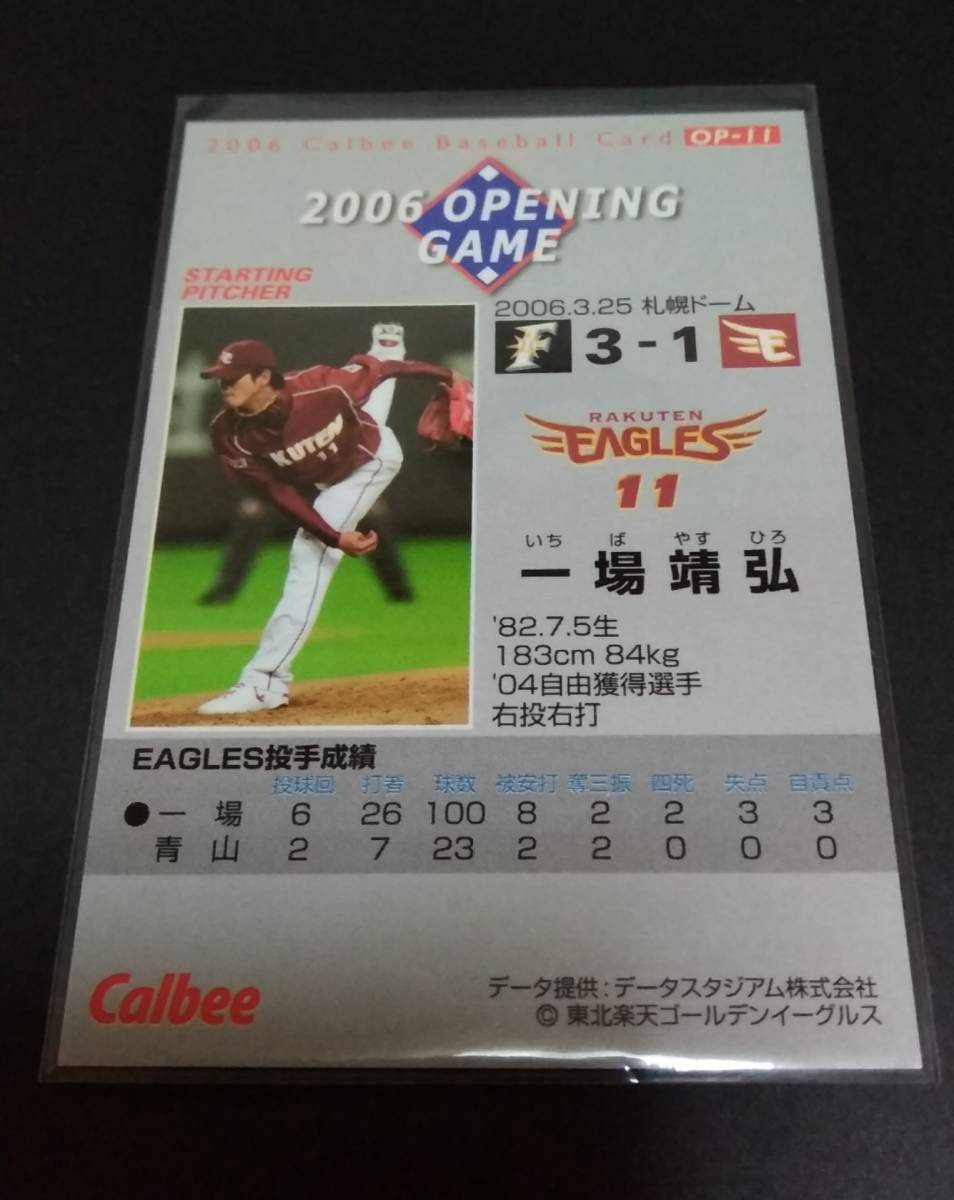 2006 Calbee Baseball Card OP-11
2006 OPENING
GAME
STARTING
PITCHER
2006.3.25 札幌ドーム
F 3-1 E
RAKUTEN
EAGLES
11
いち ば やす ひろ
一場靖弘
'82.7.5生
183cm 84kg
'04自由獲得選手
右投右打
KUTEN
11
EAGLES投手成績
投球回 打者 球数 被安打 奪三振 四死 失点 自責点
●一場 6 26 100 8 2 2 3 3
青山 2 7 23 2 2 0 0 0
Calbee
データ提供:データスタジアム株式会社
© 東北楽天ゴールデンイーグルス